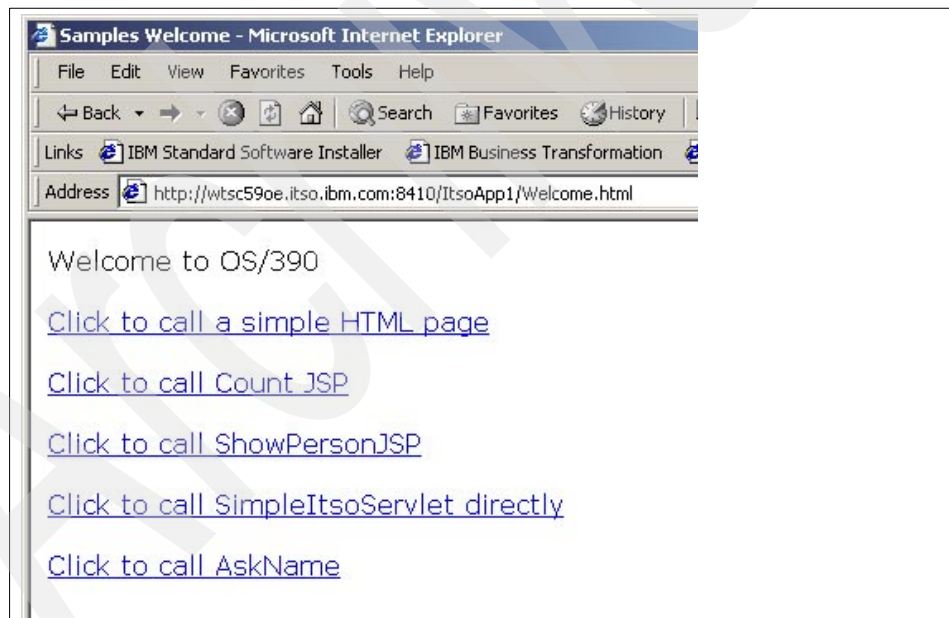 Samples Welcome - Microsoft Internet Explorer
File Edit View Favorites Tools Help
Back Search Favorites History
Links IBM Standard Software Installer IBM Business Transformation
Address http://wtsc59oe.itso.ibm.com:8410/ItsoApp1/Welcome.html
Welcome to OS/390
Click to call a simple HTML page
Click to call Count JSP
Click to call ShowPersonJSP
Click to call SimpleItsoServlet directly
Click to call AskName